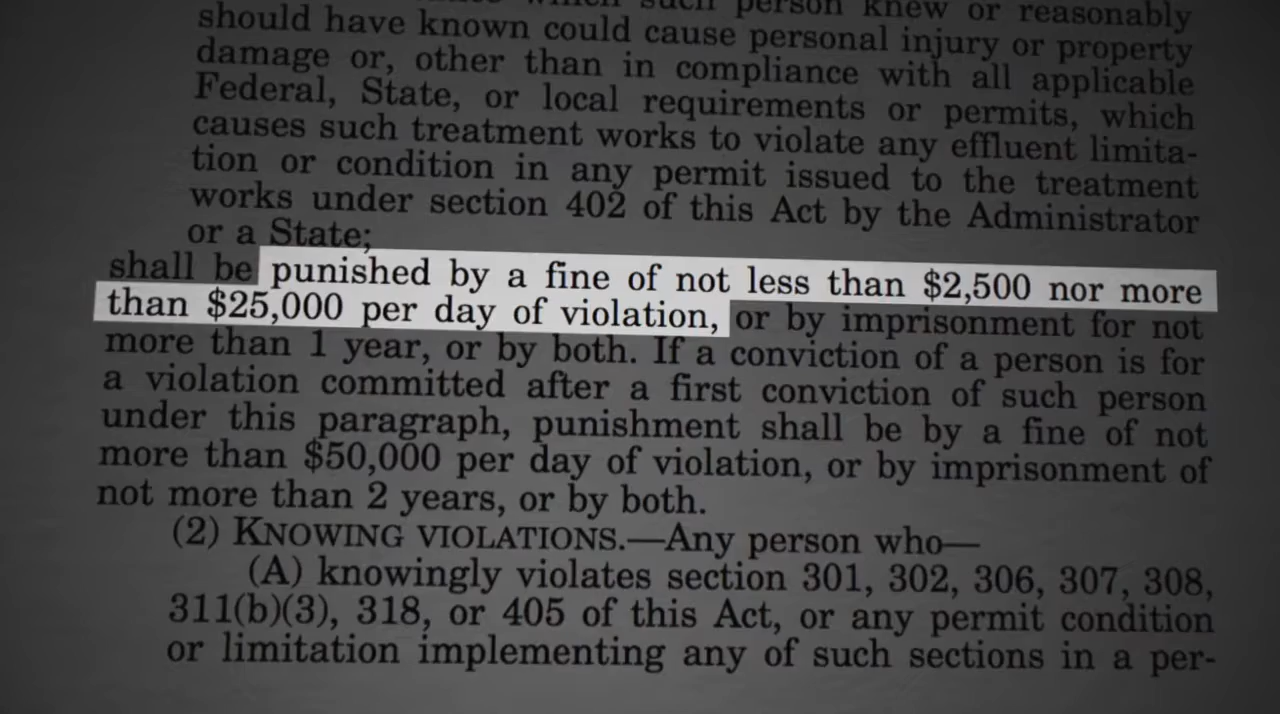 which such person knew or reasonably
should have known could cause personal injury or property
damage or, other than in compliance with all applicable
Federal, State, or local requirements or permits, which
causes such treatment works to violate any effluent limita-
tion or condition in any permit issued to the treatment
works under section 402 of this Act by the Administrator
or a State;
shall be punished by a fine of not less than $2,500 nor more
than $25,000 per day of violation, or by imprisonment for not
more than 1 year, or by both. If a conviction of a person is for
a violation committed after a first conviction of such person
under this paragraph, punishment shall be by a fine of not
more than $50,000 per day of violation, or by imprisonment of
not more than 2 years, or by both.
(2) KNOWING VIOLATIONS.—Any person who—
(A) knowingly violates section 301, 302, 306, 307, 308,
311(b)(3), 318, or 405 of this Act, or any permit condition
or limitation implementing any of such sections in a per-